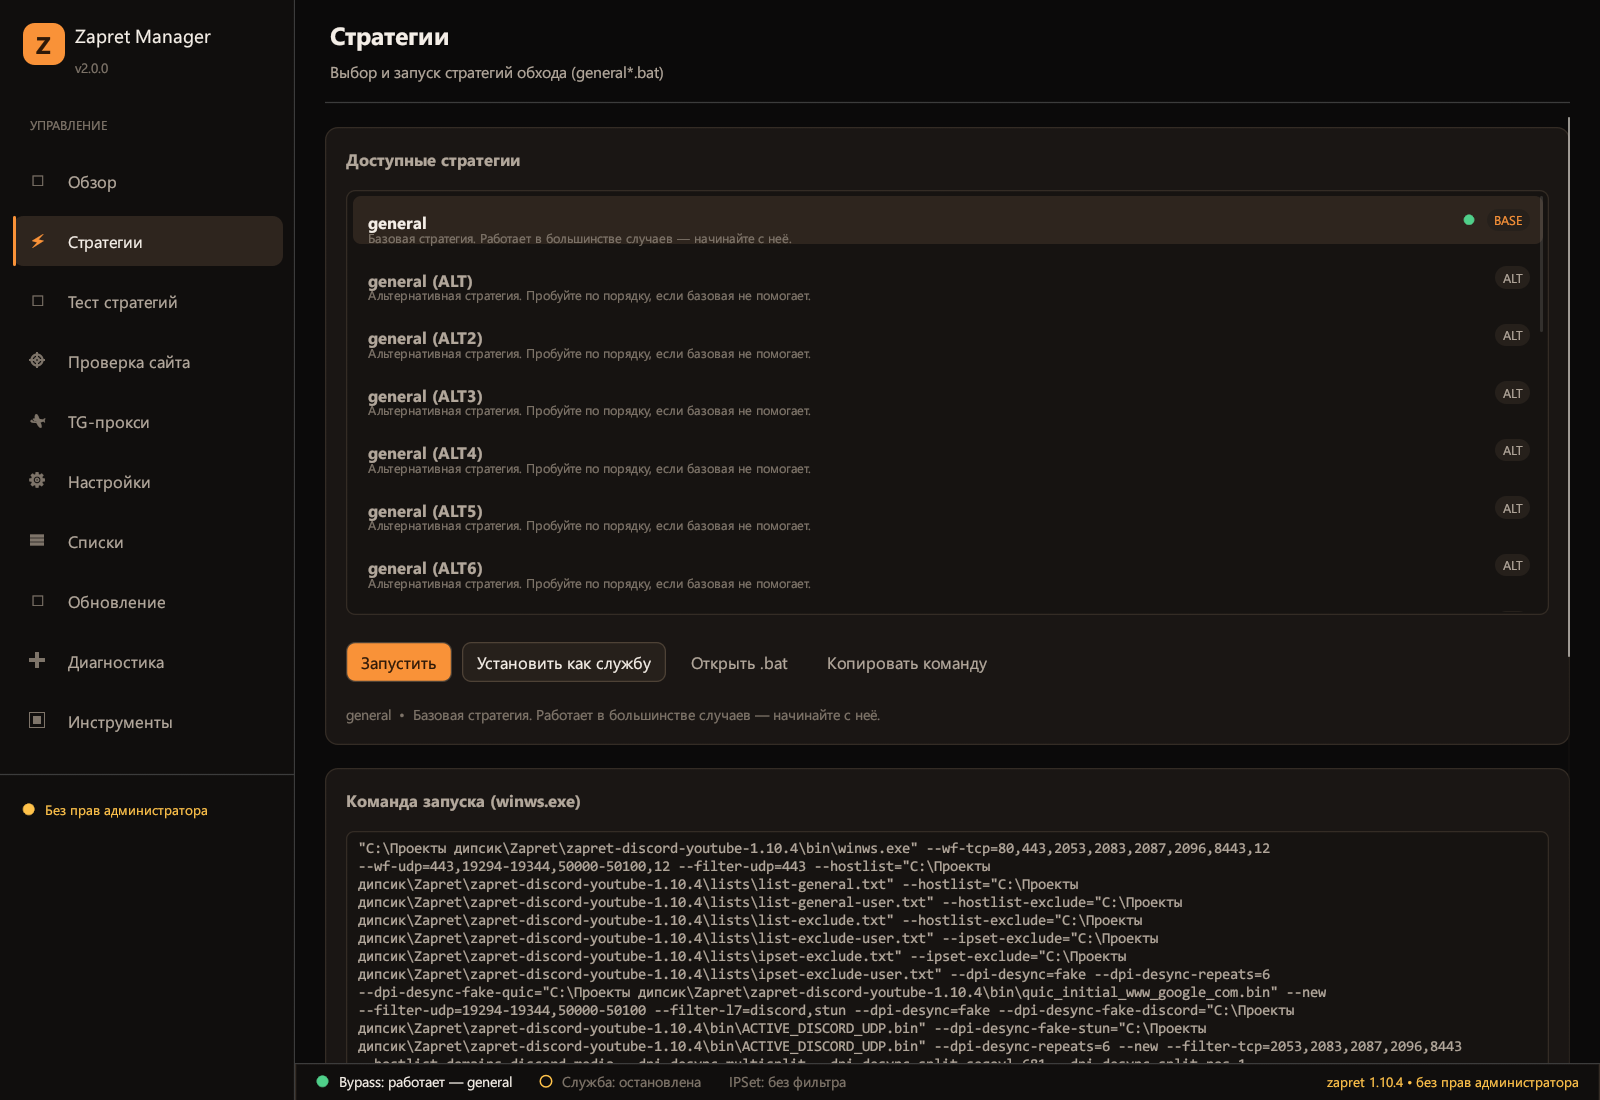 Z
Zapret Manager
v2.0.0
УПРАВЛЕНИЕ
Обзор
Стратегии
Тест стратегий
Проверка сайта
TG-прокси
Настройки
Списки
Обновление
Диагностика
Инструменты
Без прав администратора
Стратегии
Выбор и запуск стратегий обхода (general*.bat)
Доступные стратегии
general
BASE
Базовая стратегия. Работает в большинстве случаев — начинайте с неё.
general (ALT)
ALT
Альтернативная стратегия. Пробуйте по порядку, если базовая не помогает.
general (ALT2)
ALT
Альтернативная стратегия. Пробуйте по порядку, если базовая не помогает.
general (ALT3)
ALT
Альтернативная стратегия. Пробуйте по порядку, если базовая не помогает.
general (ALT4)
ALT
Альтернативная стратегия. Пробуйте по порядку, если базовая не помогает.
general (ALT5)
ALT
Альтернативная стратегия. Пробуйте по порядку, если базовая не помогает.
general (ALT6)
ALT
Альтернативная стратегия. Пробуйте по порядку, если базовая не помогает.
Запустить
Установить как службу
Открыть .bat
Копировать команду
general • Базовая стратегия. Работает в большинстве случаев — начинайте с неё.
Команда запуска (winws.exe)
"C:\Проекты дипсик\Zapret\zapret-discord-youtube-1.10.4\bin\winws.exe" --wf-tcp=80,443,2053,2083,2087,2096,8443,12
--wf-udp=443,19294-19344,50000-50100,12 --filter-udp=443 --hostlist="C:\Проекты
дипсик\Zapret\zapret-discord-youtube-1.10.4\lists\list-general.txt" --hostlist="C:\Проекты
дипсик\Zapret\zapret-discord-youtube-1.10.4\lists\list-general-user.txt" --hostlist-exclude="C:\Проекты
дипсик\Zapret\zapret-discord-youtube-1.10.4\lists\list-exclude.txt" --hostlist-exclude="C:\Проекты
дипсик\Zapret\zapret-discord-youtube-1.10.4\lists\list-exclude-user.txt" --ipset-exclude="C:\Проекты
дипсик\Zapret\zapret-discord-youtube-1.10.4\lists\ipset-exclude.txt" --ipset-exclude="C:\Проекты
дипсик\Zapret\zapret-discord-youtube-1.10.4\lists\ipset-exclude-user.txt" --dpi-desync=fake --dpi-desync-repeats=6
--dpi-desync-fake-quic="C:\Проекты дипсик\Zapret\zapret-discord-youtube-1.10.4\bin\quic_initial_www_google_com.bin" --new
--filter-udp=19294-19344,50000-50100 --filter-l7=discord,stun --dpi-desync=fake --dpi-desync-fake-discord="C:\Проекты
дипсик\Zapret\zapret-discord-youtube-1.10.4\bin\ACTIVE_DISCORD_UDP.bin" --dpi-desync-fake-stun="C:\Проекты
дипсик\Zapret\zapret-discord-youtube-1.10.4\bin\ACTIVE_DISCORD_UDP.bin" --dpi-desync-repeats=6 --new --filter-tcp=2053,2083,2087,2096,8443
Bypass: работает — general
Служба: остановлена
IPSet: без фильтра
zapret 1.10.4 • без прав администратора